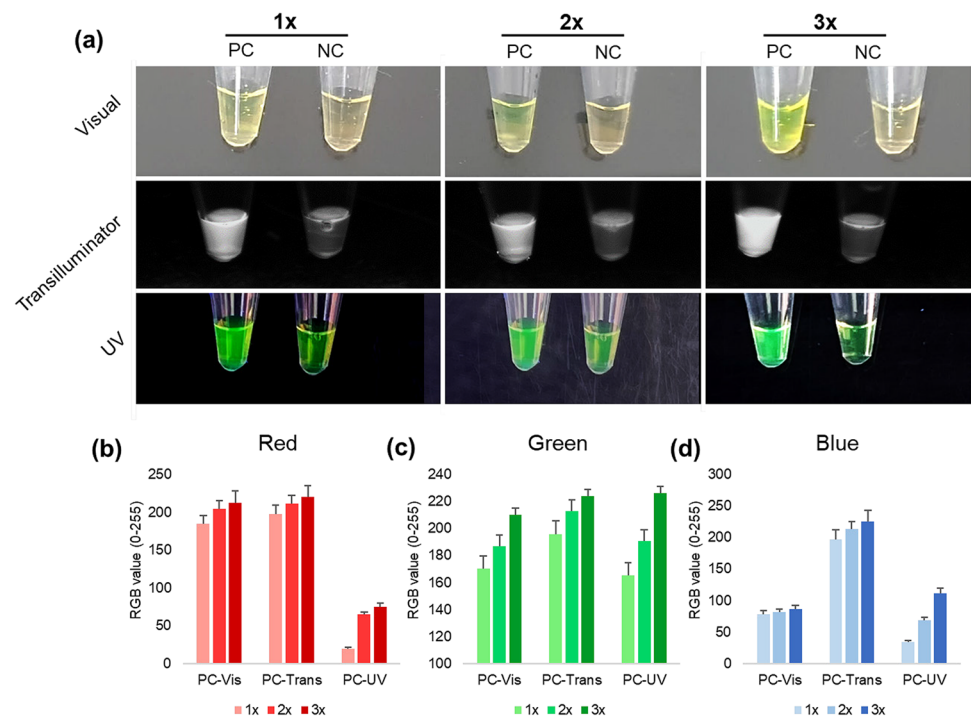 (a)
1x 2x 3x
PC NC PC NC PC NC
Visual
Transilluminator
UV
(b) Red
RGB value (0-255)
250
200
150
100
50
0
PC-Vis PC-Trans PC-UV
1x 2x 3x
(c) Green
RGB value (0-255)
240
220
200
180
160
140
120
100
PC-Vis PC-Trans PC-UV
1x 2x 3x
(d) Blue
RGB value (0-255)
300
250
200
150
100
50
0
PC-Vis PC-Trans PC-UV
1x 2x 3x